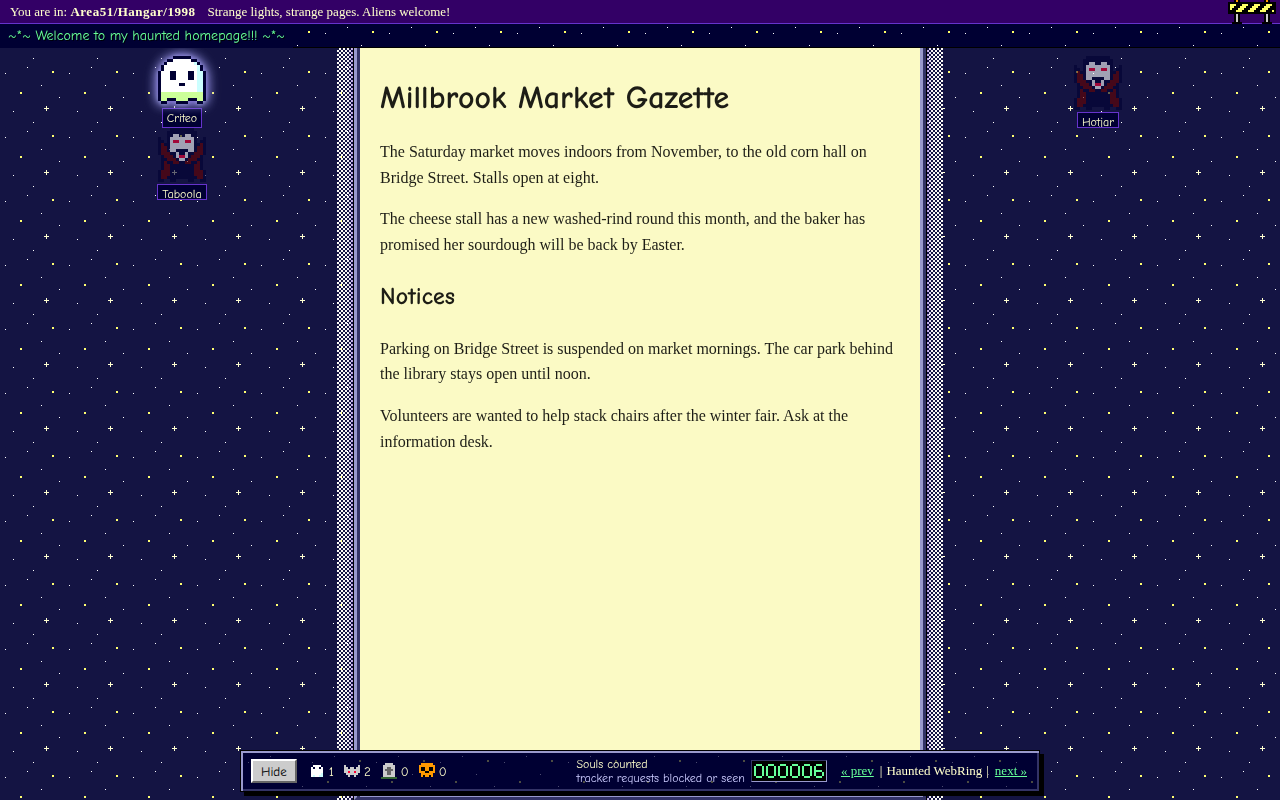 You are in: Area51/Hangar/1998 Strange lights, strange pages. Aliens welcome!
~*~ Welcome to my haunted homepage!!! ~*~
Criteo
Taboola
Hotjar
Millbrook Market Gazette
The Saturday market moves indoors from November, to the old corn hall on
Bridge Street. Stalls open at eight.
The cheese stall has a new washed-rind round this month, and the baker has
promised her sourdough will be back by Easter.
Notices
Parking on Bridge Street is suspended on market mornings. The car park behind
the library stays open until noon.
Volunteers are wanted to help stack chairs after the winter fair. Ask at the
information desk.
Hide 1 2 0 0
Souls counted
tracker requests blocked or seen
000006
« prev | Haunted WebRing | next »